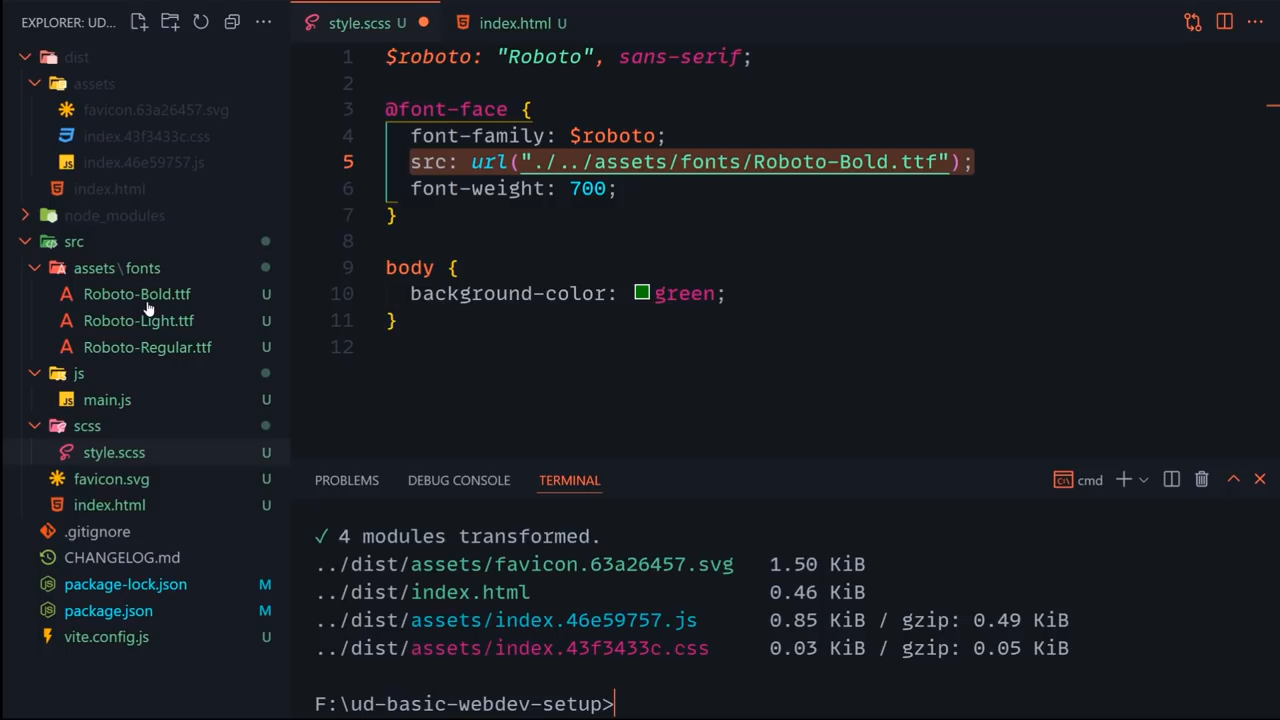 EXPLORER: UD...
dist
assets
favicon.63a26457.svg
index.43f3433c.css
index.46e59757.js
index.html
node_modules
src
assets\fonts
Roboto-Bold.ttf U
Roboto-Light.ttf U
Roboto-Regular.ttf U
js
main.js U
scss
style.scss U
favicon.svg U
index.html U
.gitignore
CHANGELOG.md
package-lock.json M
package.json M
vite.config.js U
style.scss U
index.html U
1 $roboto: "Roboto", sans-serif;
2
3 @font-face {
4 font-family: $roboto;
5 src: url("./../assets/fonts/Roboto-Bold.ttf");
6 font-weight: 700;
7 }
8
9 body {
10 background-color: green;
11 }
12
PROBLEMS DEBUG CONSOLE TERMINAL cmd
✓ 4 modules transformed.
../dist/assets/favicon.63a26457.svg 1.50 KiB
../dist/index.html 0.46 KiB
../dist/assets/index.46e59757.js 0.85 KiB / gzip: 0.49 KiB
../dist/assets/index.43f3433c.css 0.03 KiB / gzip: 0.05 KiB
F:\ud-basic-webdev-setup>